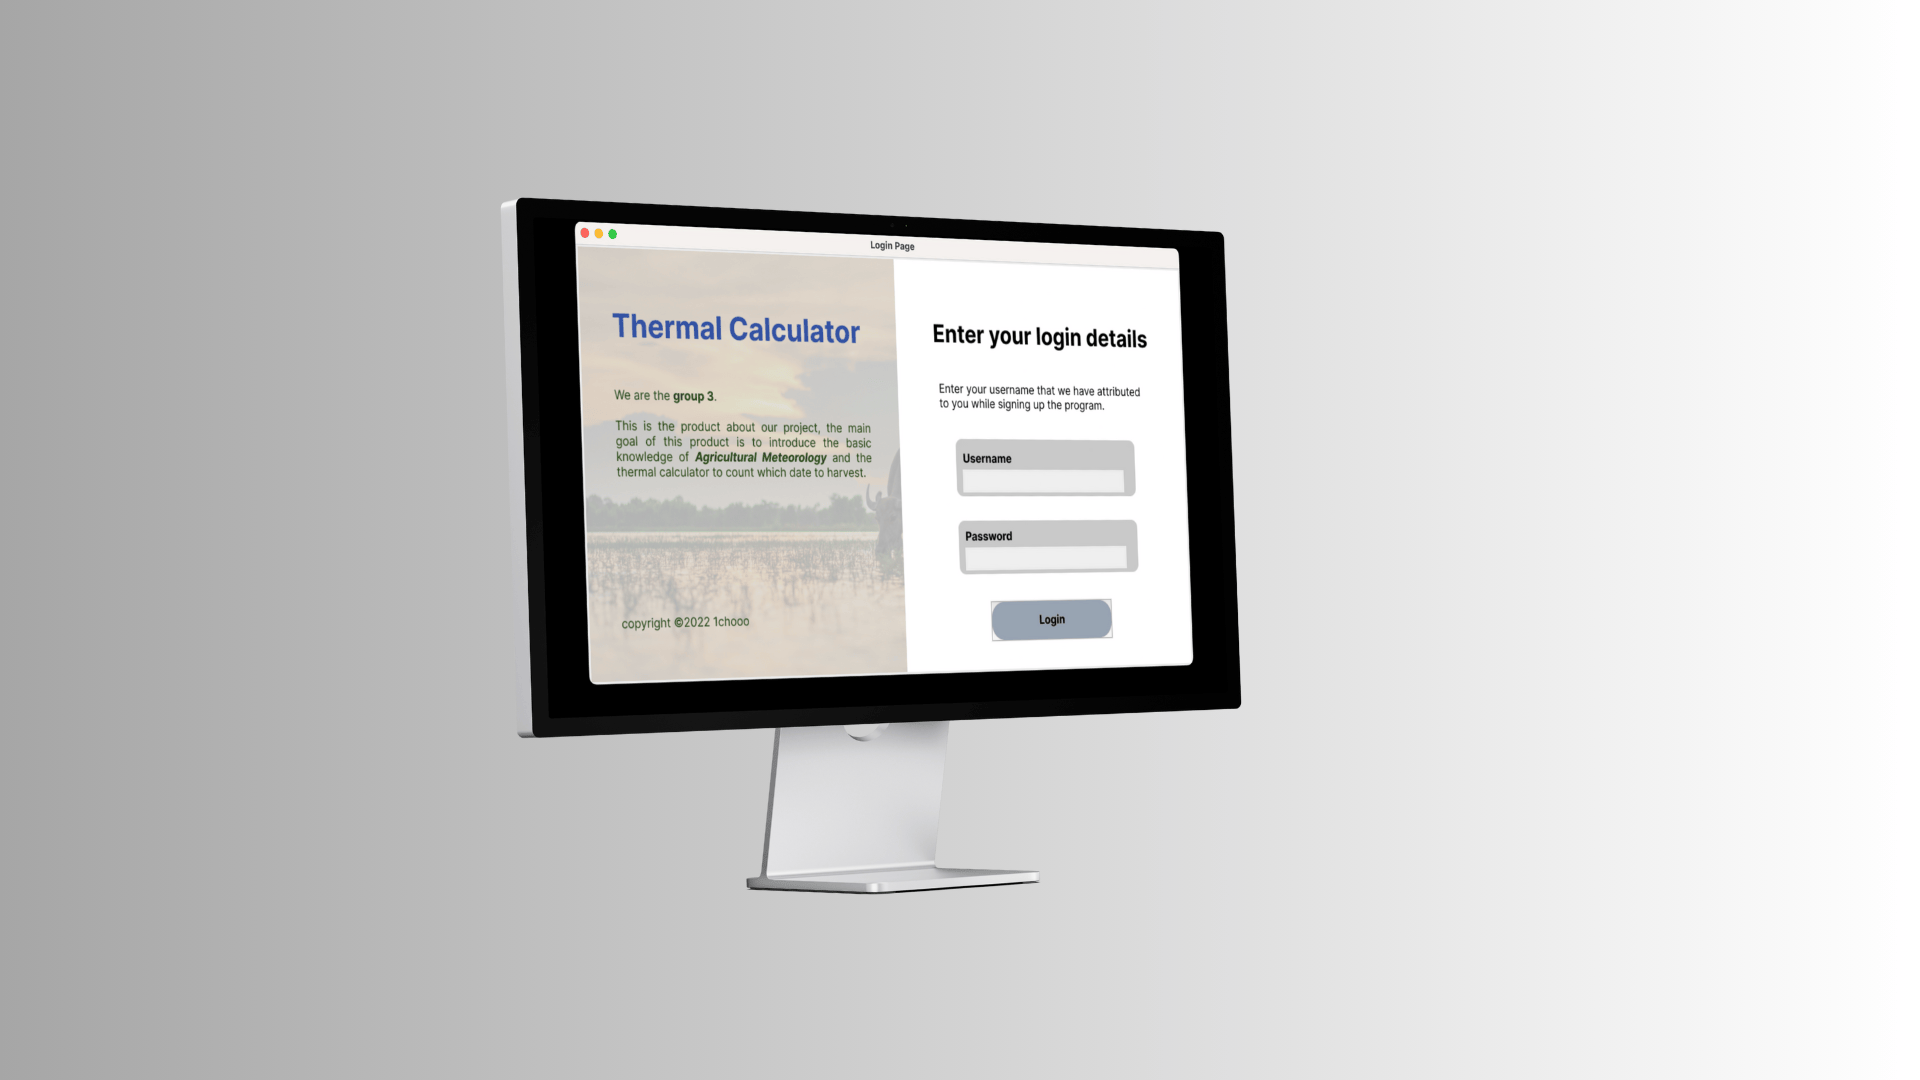 Login Page
Thermal Calculator
We are the group 3.
This is the product about our project, the main
goal of this product is to introduce the basic
knowledge of Agricultural Meteorology and the
thermal calculator to count which date to harvest.
copyright ©2022 1chooo
Enter your login details
Enter your username that we have attributed
to you while signing up the program.
Username
Password
Login